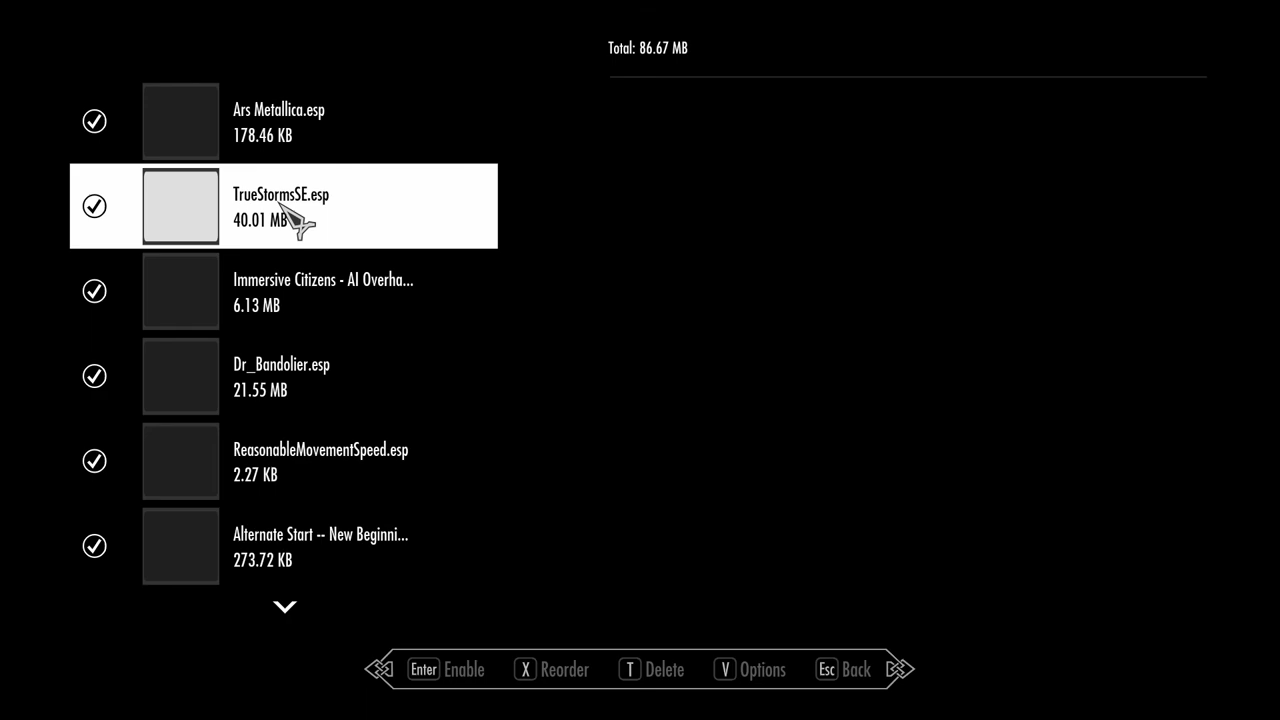 Total: 86.67 MB
Ars Metallica.esp
178.46 KB
TrueStormsSE.esp
40.01 MB
Immersive Citizens - AI Overha...
6.13 MB
Dr_Bandolier.esp
21.55 MB
ReasonableMovementSpeed.esp
2.27 KB
Alternate Start -- New Beginni...
273.72 KB
Enter Enable X Reorder T Delete V Options Esc Back